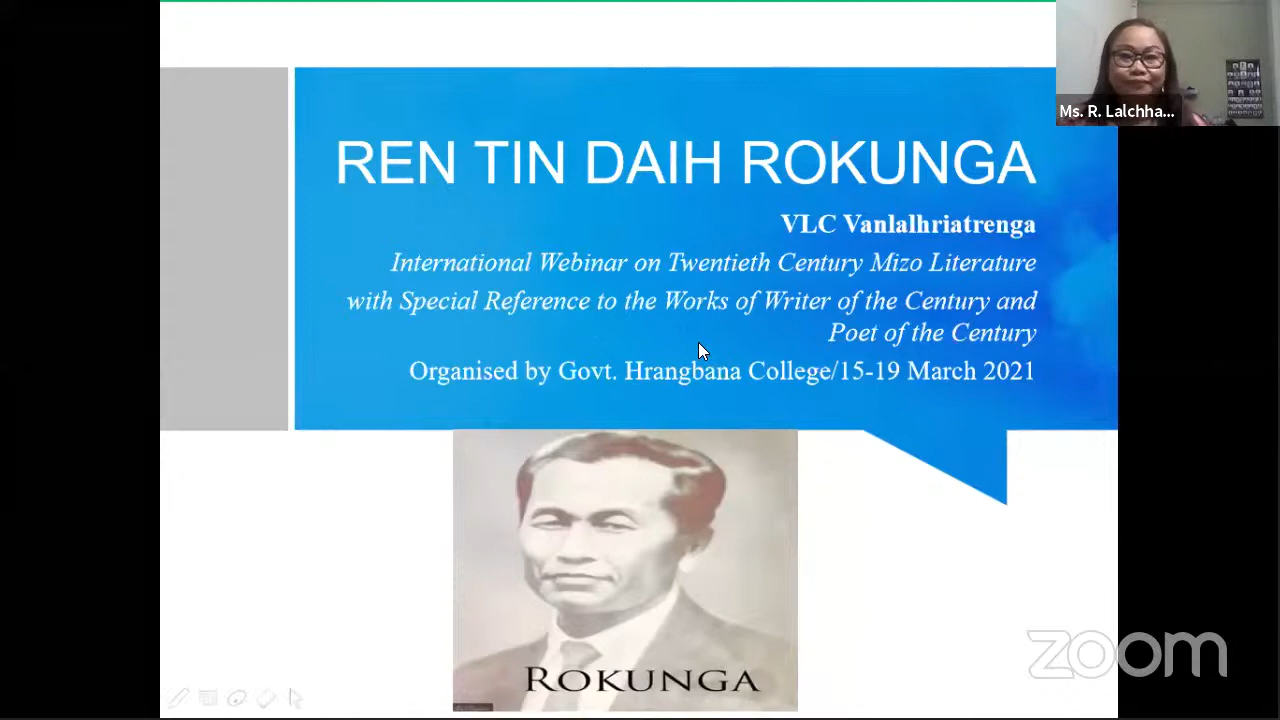 REN TIN DAIH ROKUNGA
VLC Vanlalhriatrenga
International Webinar on Twentieth Century Mizo Literature
with Special Reference to the Works of Writer of the Century and
Poet of the Century
Organised by Govt. Hrangbana College/15-19 March 2021
ROKUNGA
Ms. R. Lalchha...
zoom